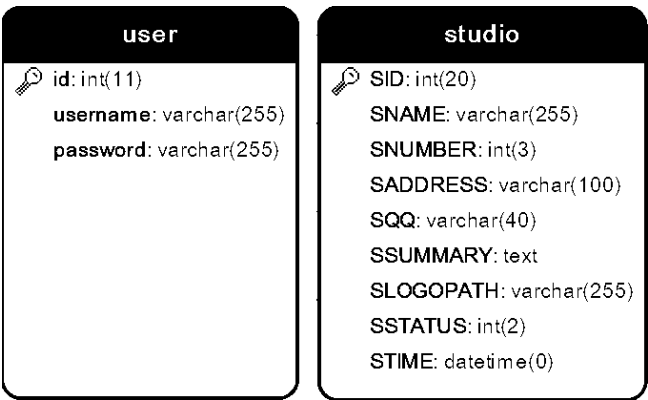 user
id: int(11)
username: varchar(255)
password: varchar(255)
studio
SID: int(20)
SNAME: varchar(255)
SNUMBER: int(3)
SADDRESS: varchar(100)
SQQ: varchar(40)
SSUMMARY: text
SLOGOPATH: varchar(255)
SSTATUS: int(2)
STIME: datetime(0)